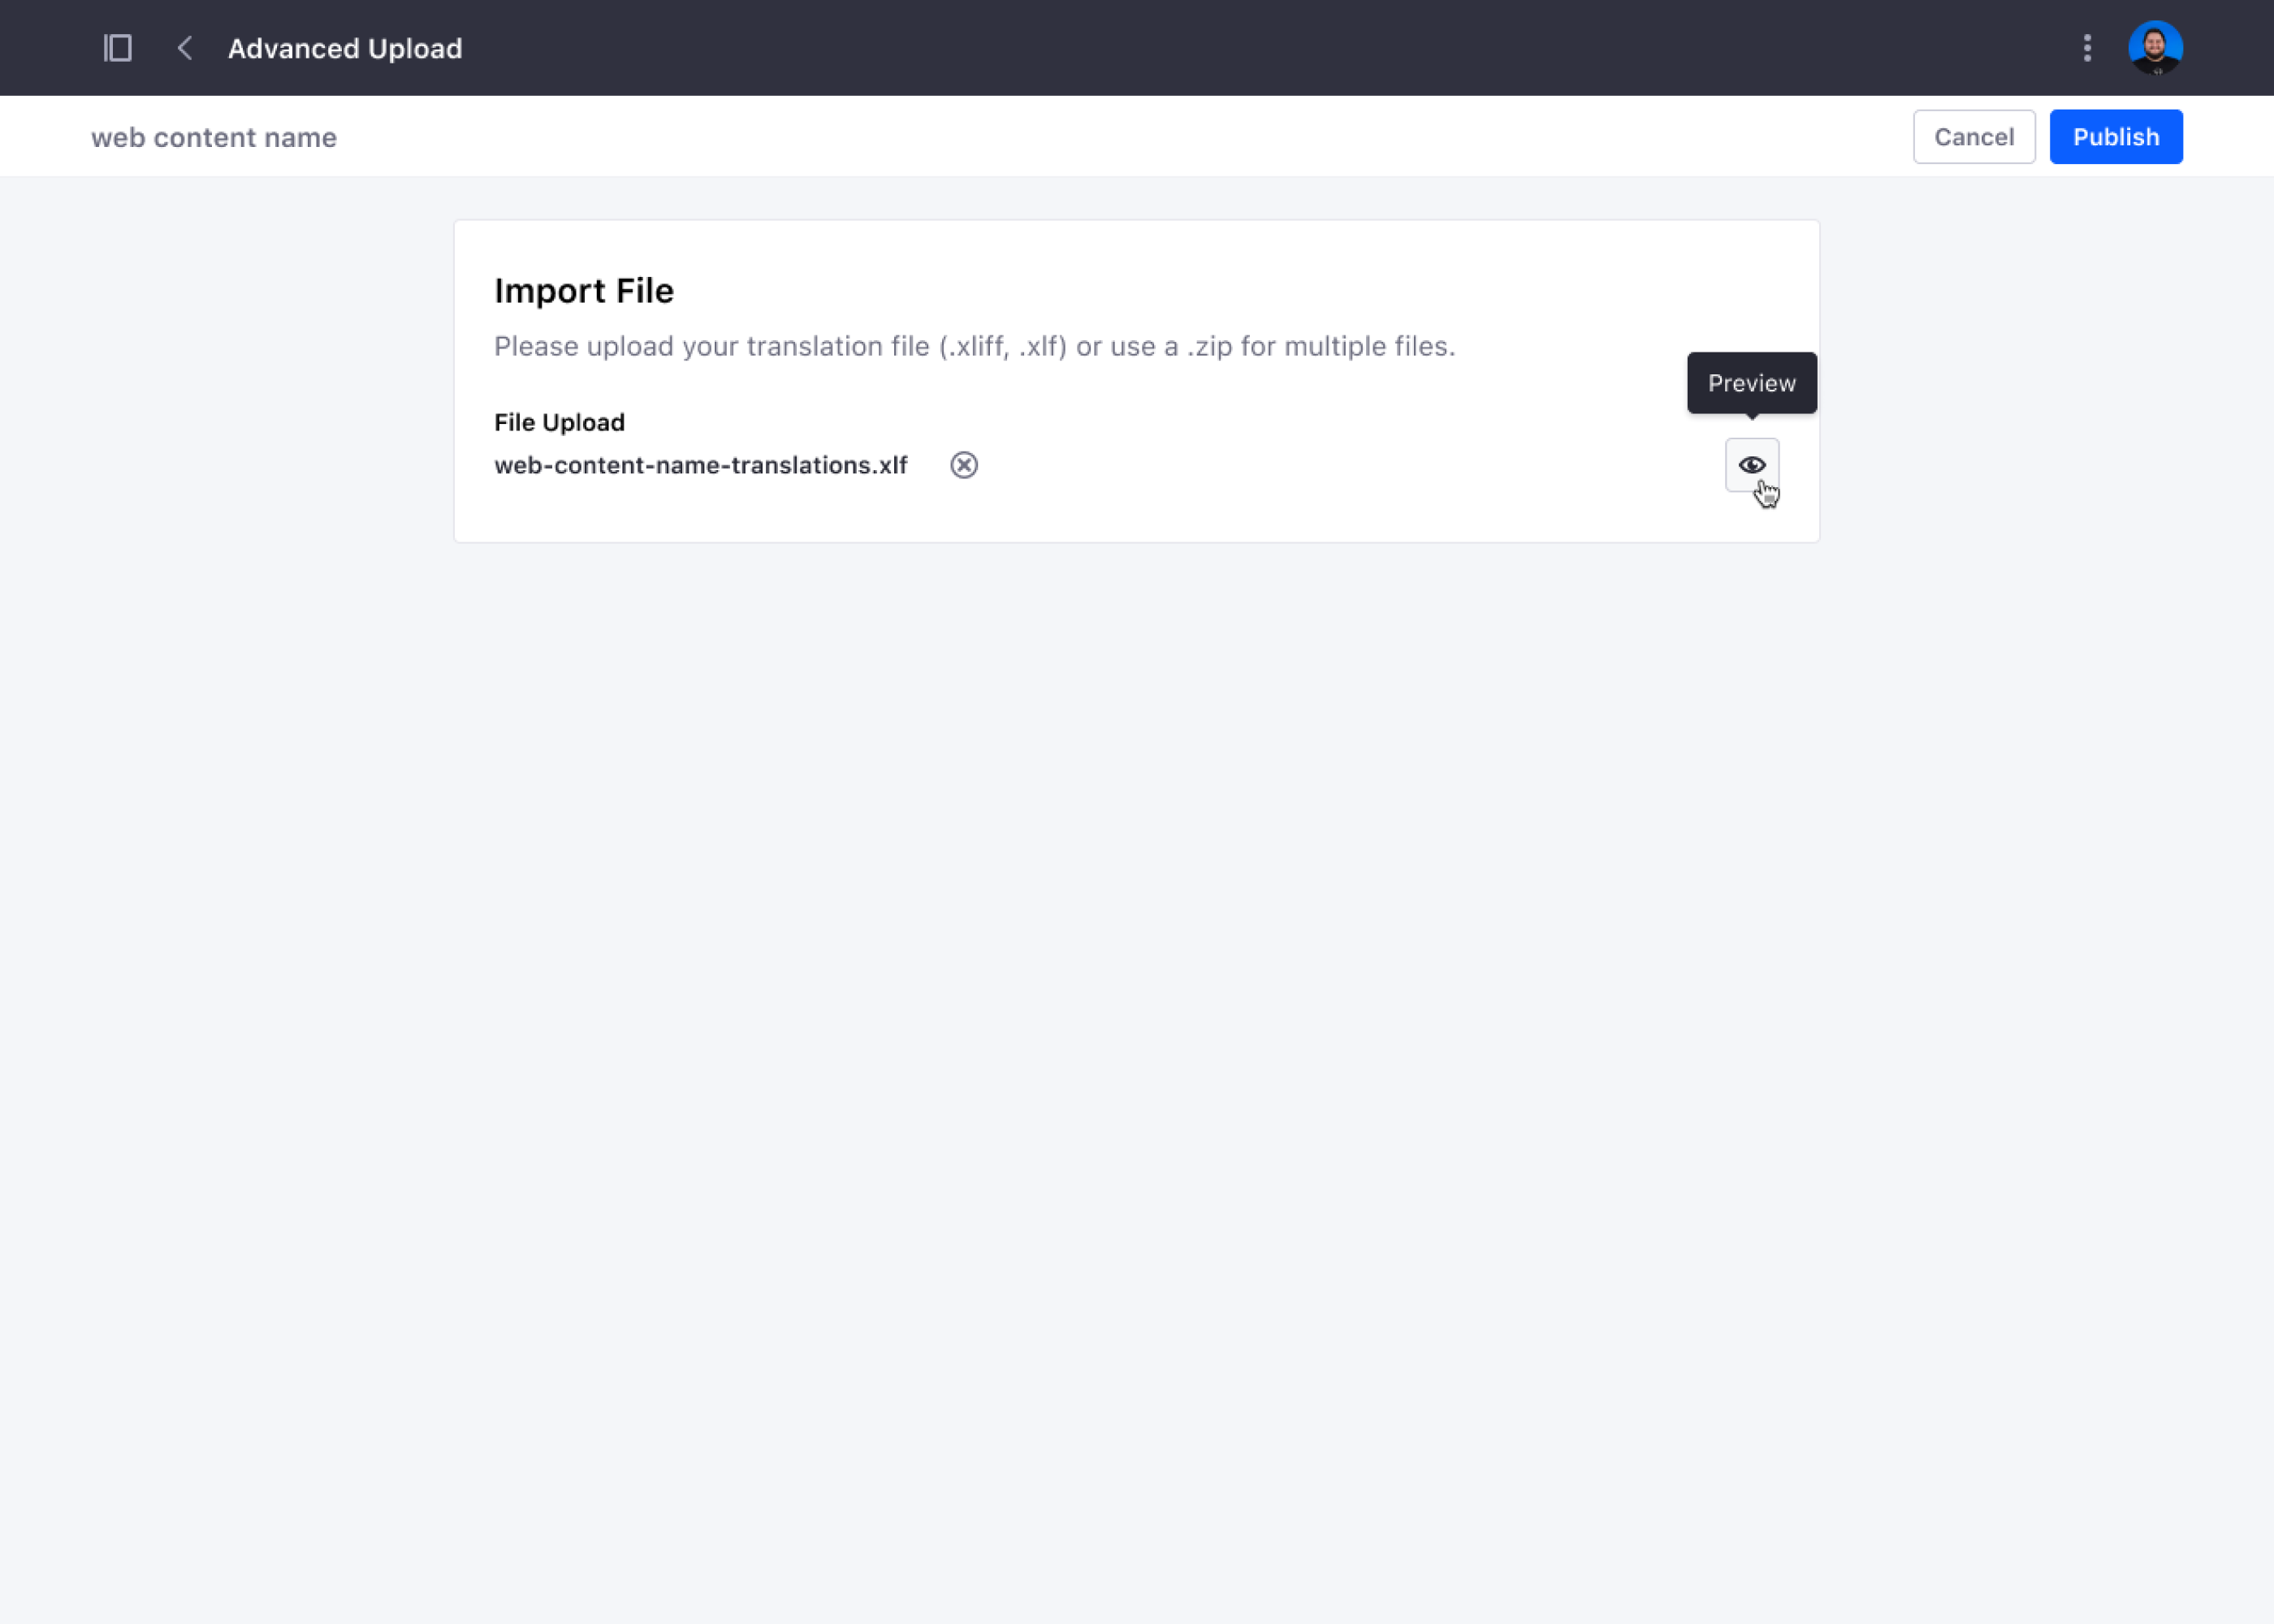 Advanced Upload
web content name
Cancel
Publish
Import File
Please upload your translation file (.xliff, .xlf) or use a .zip for multiple files.
Preview
File Upload
web-content-name-translations.xlf